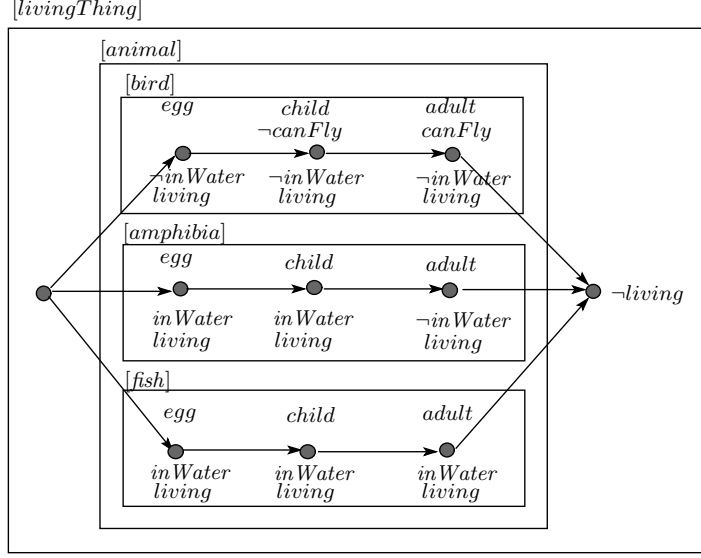 [livingThing]
[animal]
[bird]
egg child adult
¬canFly canFly
¬inWater ¬inWater ¬inWater
living living living
[amphibia]
egg child adult
¬living
inWater inWater ¬inWater
living living living
[fish]
egg child adult
inWater inWater inWater
living living living